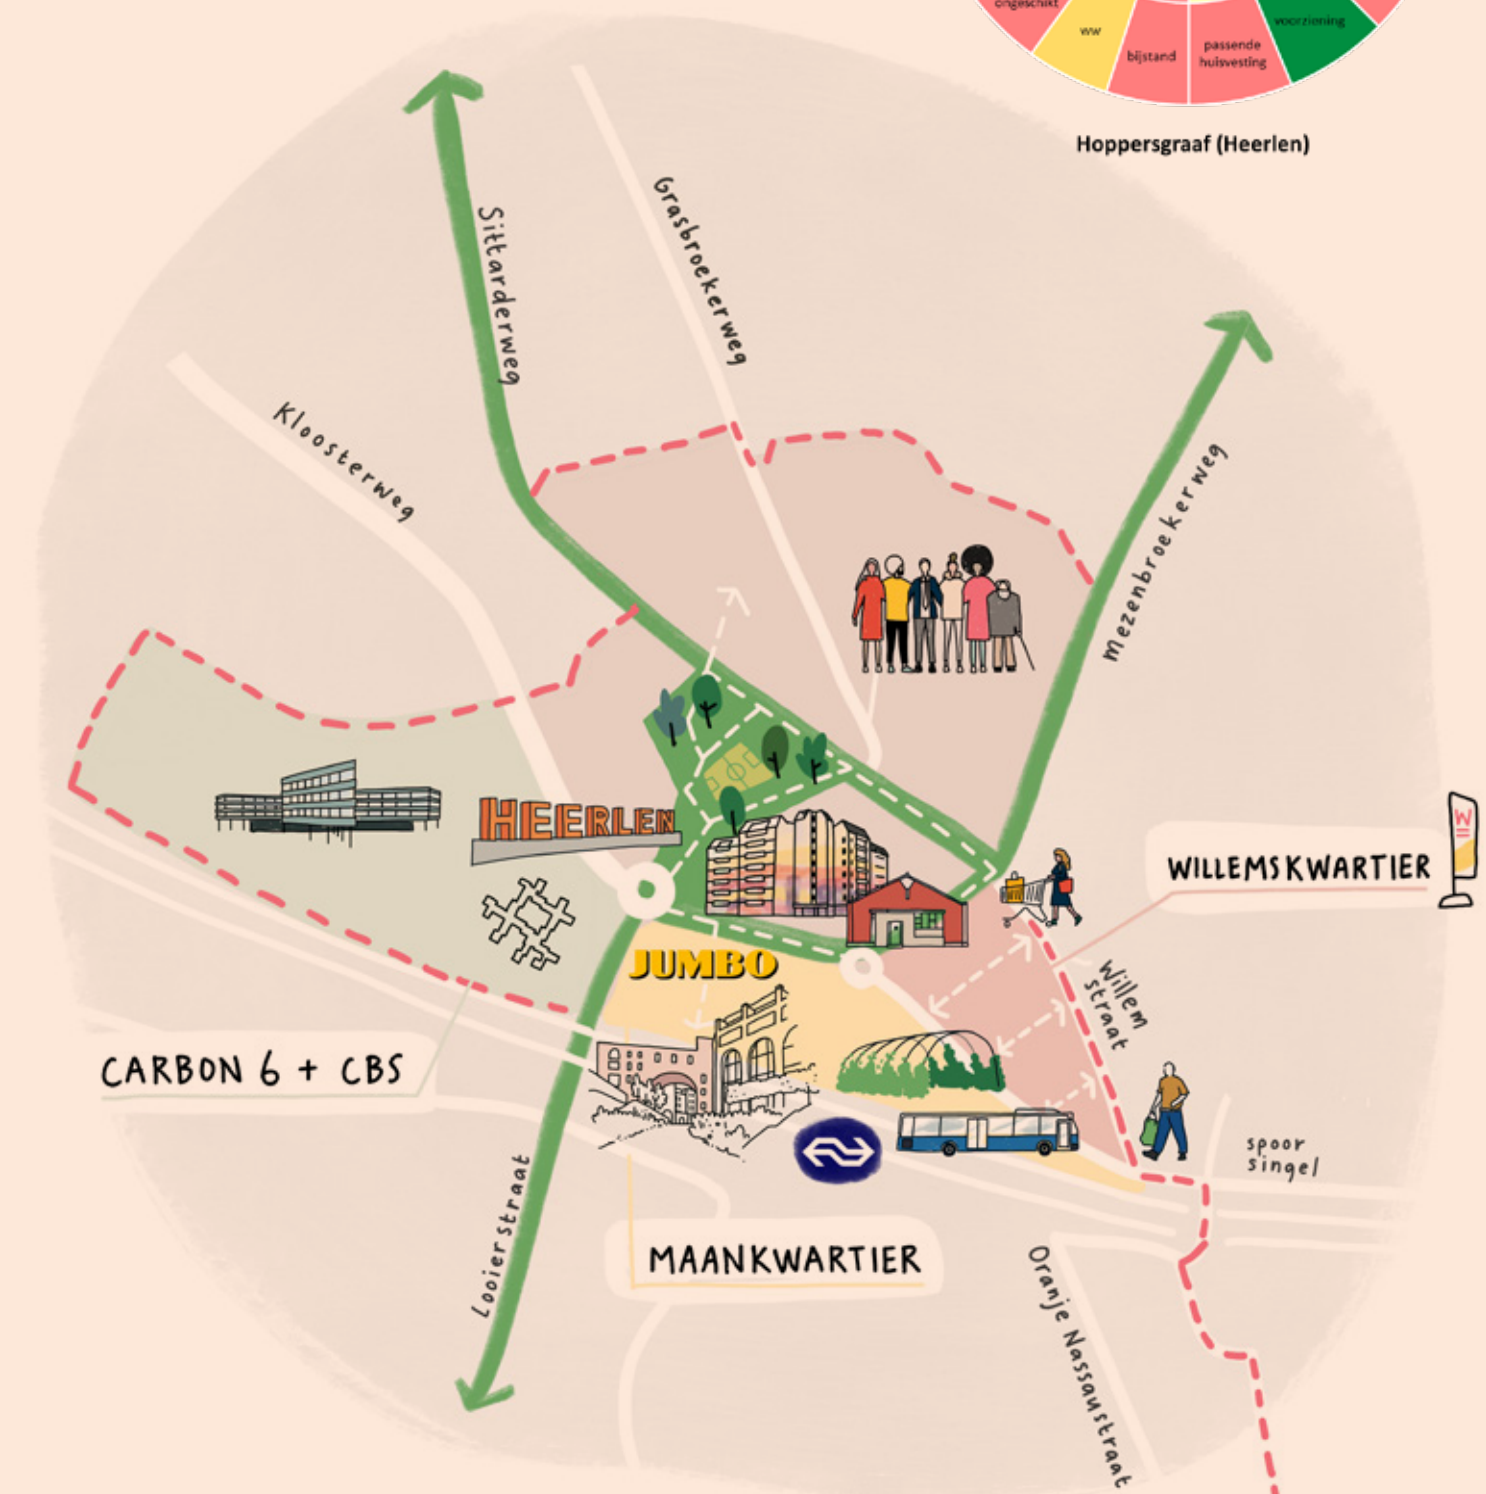 ongeschikt
ww
bijstand
passende
huisvesting
voorziening
Hoppersgraaf (Heerlen)
Sittarderweg
Grasbroekerweg
Kloosterweg
Mezenbroekerweg
HEERLEN
W
WILLEMSKWARTIER
JUMBO
Willem
straat
CARBON 6 + CBS
spoor
singel
Looierstraat
MAANKWARTIER
Oranje Nassaustraat